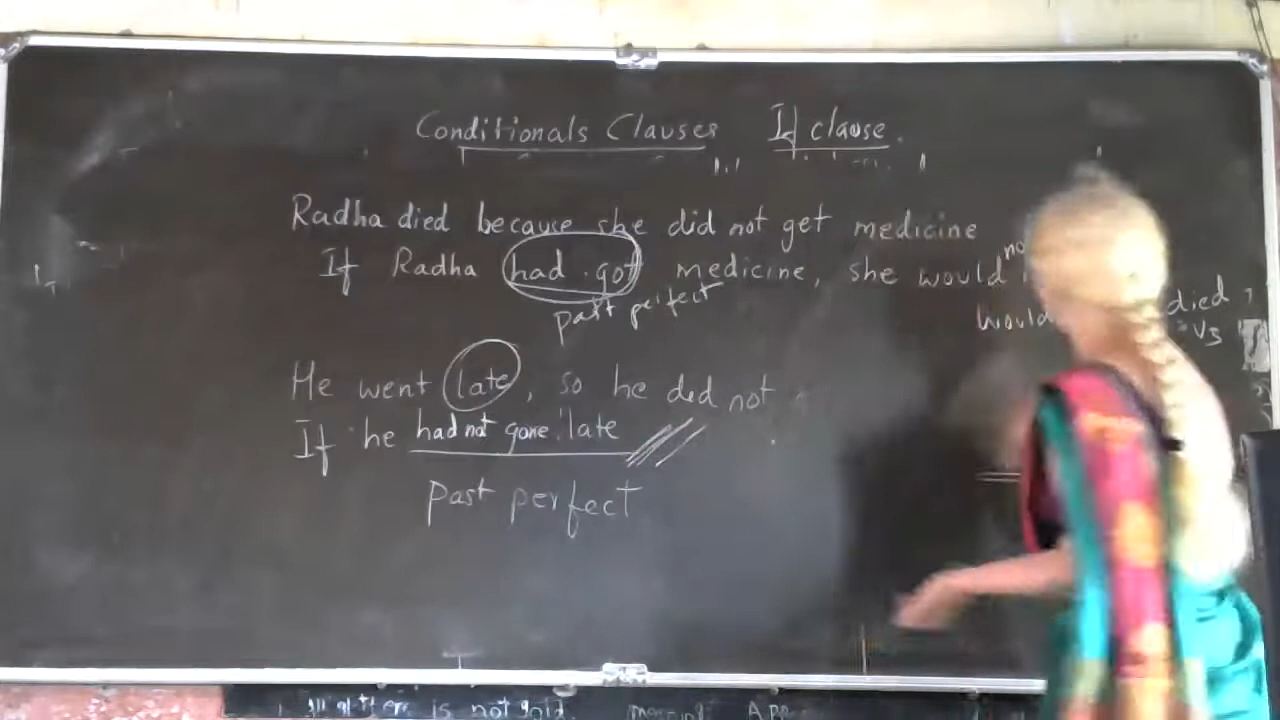 Conditionals Clauses If clause.
Radha died because she did not get medicine
If Radha had got medicine, she would
past perfect
would died
V3
He went late, so he did not
If he had not gone late
past perfect
is not gold.